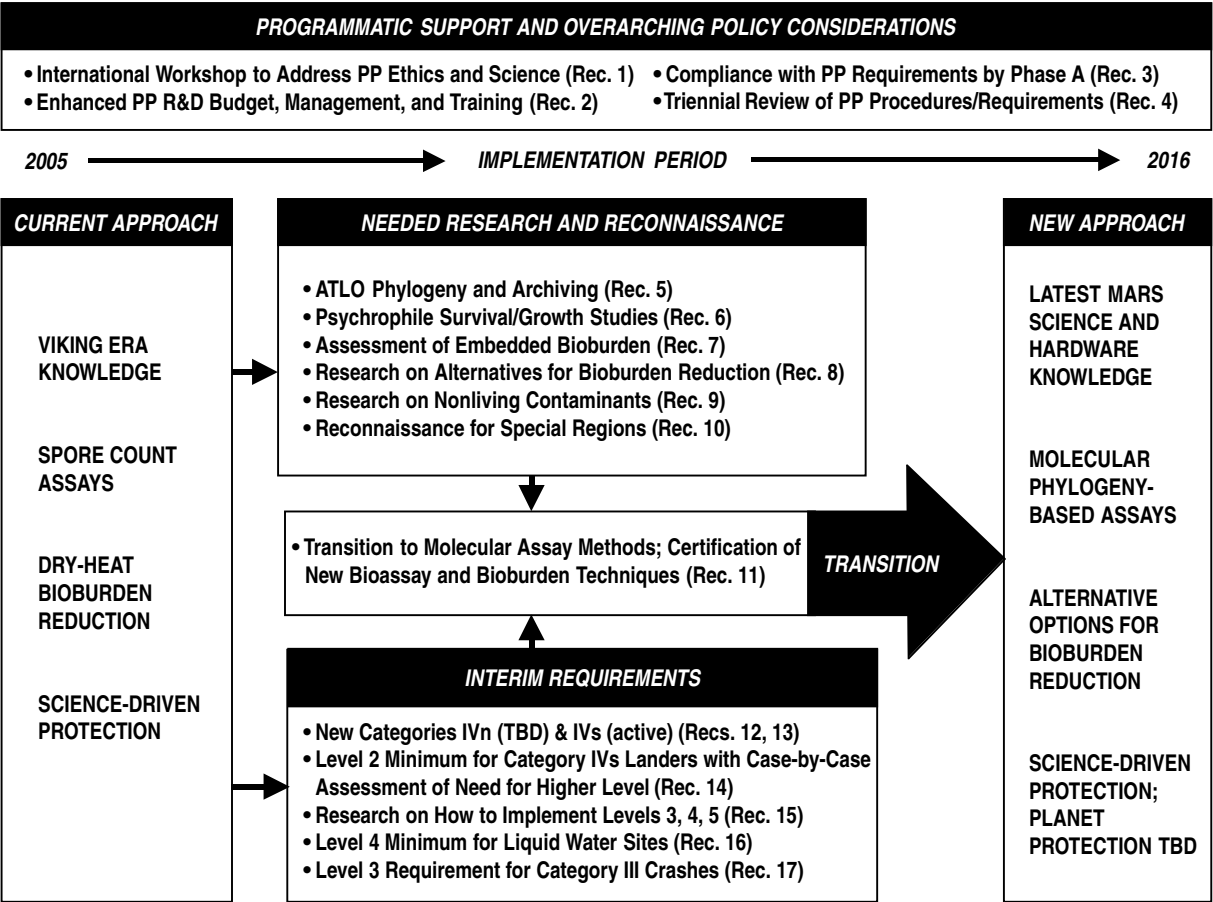 PROGRAMMATIC SUPPORT AND OVERARCHING POLICY CONSIDERATIONS
• International Workshop to Address PP Ethics and Science (Rec. 1)
• Enhanced PP R&D Budget, Management, and Training (Rec. 2)
• Compliance with PP Requirements by Phase A (Rec. 3)
• Triennial Review of PP Procedures/Requirements (Rec. 4)
2005 IMPLEMENTATION PERIOD 2016
CURRENT APPROACH
VIKING ERA
KNOWLEDGE
SPORE COUNT
ASSAYS
DRY-HEAT
BIOBURDEN
REDUCTION
SCIENCE-DRIVEN
PROTECTION
NEEDED RESEARCH AND RECONNAISSANCE
• ATLO Phylogeny and Archiving (Rec. 5)
• Psychrophile Survival/Growth Studies (Rec. 6)
• Assessment of Embedded Bioburden (Rec. 7)
• Research on Alternatives for Bioburden Reduction (Rec. 8)
• Research on Nonliving Contaminants (Rec. 9)
• Reconnaissance for Special Regions (Rec. 10)
• Transition to Molecular Assay Methods; Certification of
New Bioassay and Bioburden Techniques (Rec. 11)
TRANSITION
INTERIM REQUIREMENTS
• New Categories IVn (TBD) & IVs (active) (Recs. 12, 13)
• Level 2 Minimum for Category IVs Landers with Case-by-Case
Assessment of Need for Higher Level (Rec. 14)
• Research on How to Implement Levels 3, 4, 5 (Rec. 15)
• Level 4 Minimum for Liquid Water Sites (Rec. 16)
• Level 3 Requirement for Category III Crashes (Rec. 17)
NEW APPROACH
LATEST MARS
SCIENCE AND
HARDWARE
KNOWLEDGE
MOLECULAR
PHYLOGENY-
BASED ASSAYS
ALTERNATIVE
OPTIONS FOR
BIOBURDEN
REDUCTION
SCIENCE-DRIVEN
PROTECTION;
PLANET
PROTECTION TBD